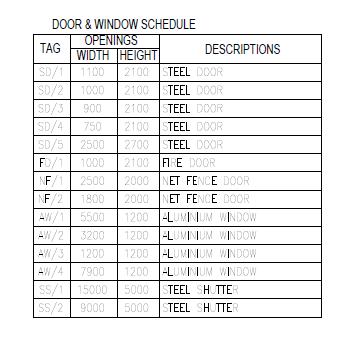 DOOR & WINDOW SCHEDULE
TAG OPENINGS DESCRIPTIONS
WIDTH HEIGHT
SD/1 1100 2100 STEEL DOOR
SD/2 1000 2100 STEEL DOOR
SD/3 900 2100 STEEL DOOR
SD/4 750 2100 STEEL DOOR
SD/5 2500 2700 STEEL DOOR
FD/1 1000 2100 FIRE DOOR
NF/1 2500 2000 NET FENCE DOOR
NF/2 1800 2000 NET FENCE DOOR
AW/1 5500 1200 ALUMINIUM WINDOW
AW/2 3200 1200 ALUMINIUM WINDOW
AW/3 1200 1200 ALUMINIUM WINDOW
AW/4 7900 1200 ALUMINIUM WINDOW
SS/1 15000 5000 STEEL SHUTTER
SS/2 9000 5000 STEEL SHUTTER